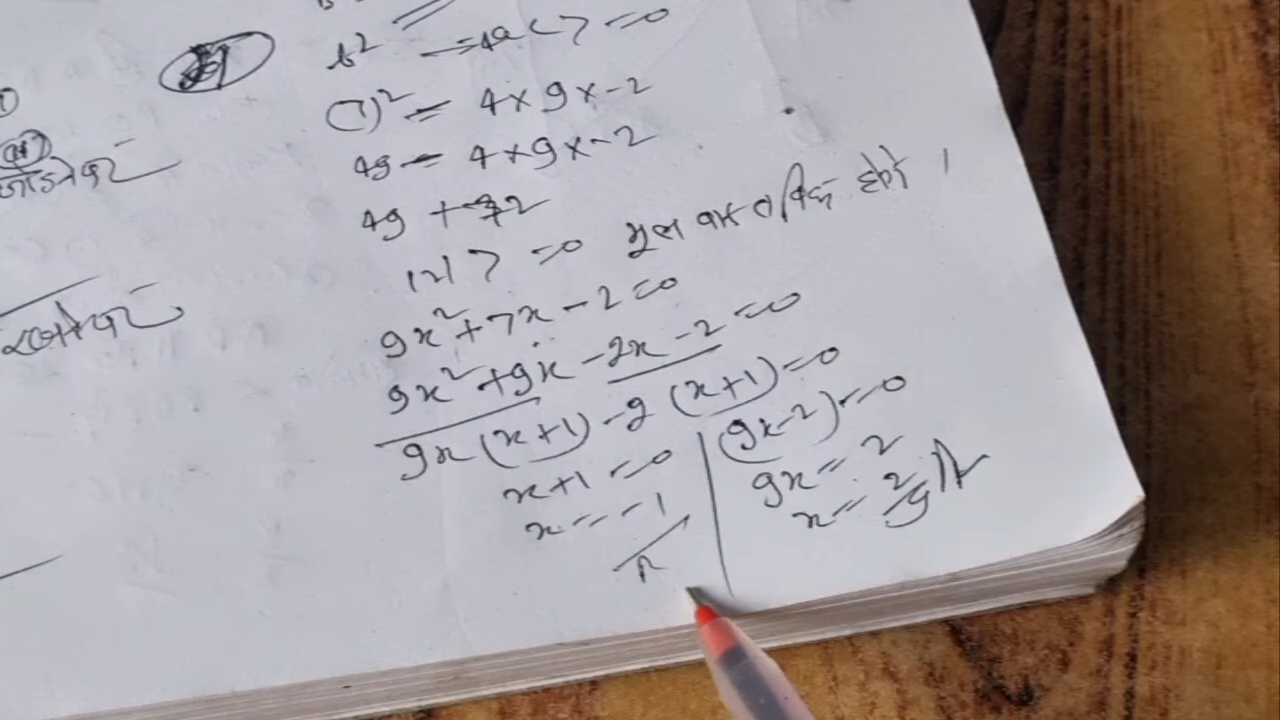 b² - 4ac > = 0
(7)² - 4×9×-2
49 - 4×9×-2
49 + 72
121 > = 0 मूल वास्तविक होंगे ।
9x² + 7x - 2 = 0
9x² + 9x - 2x - 2 = 0
9x (x+1) - 2 (x+1) = 0
x+1 = 0
(9x-2) = 0
x = -1
9x = 2
x = 2/9